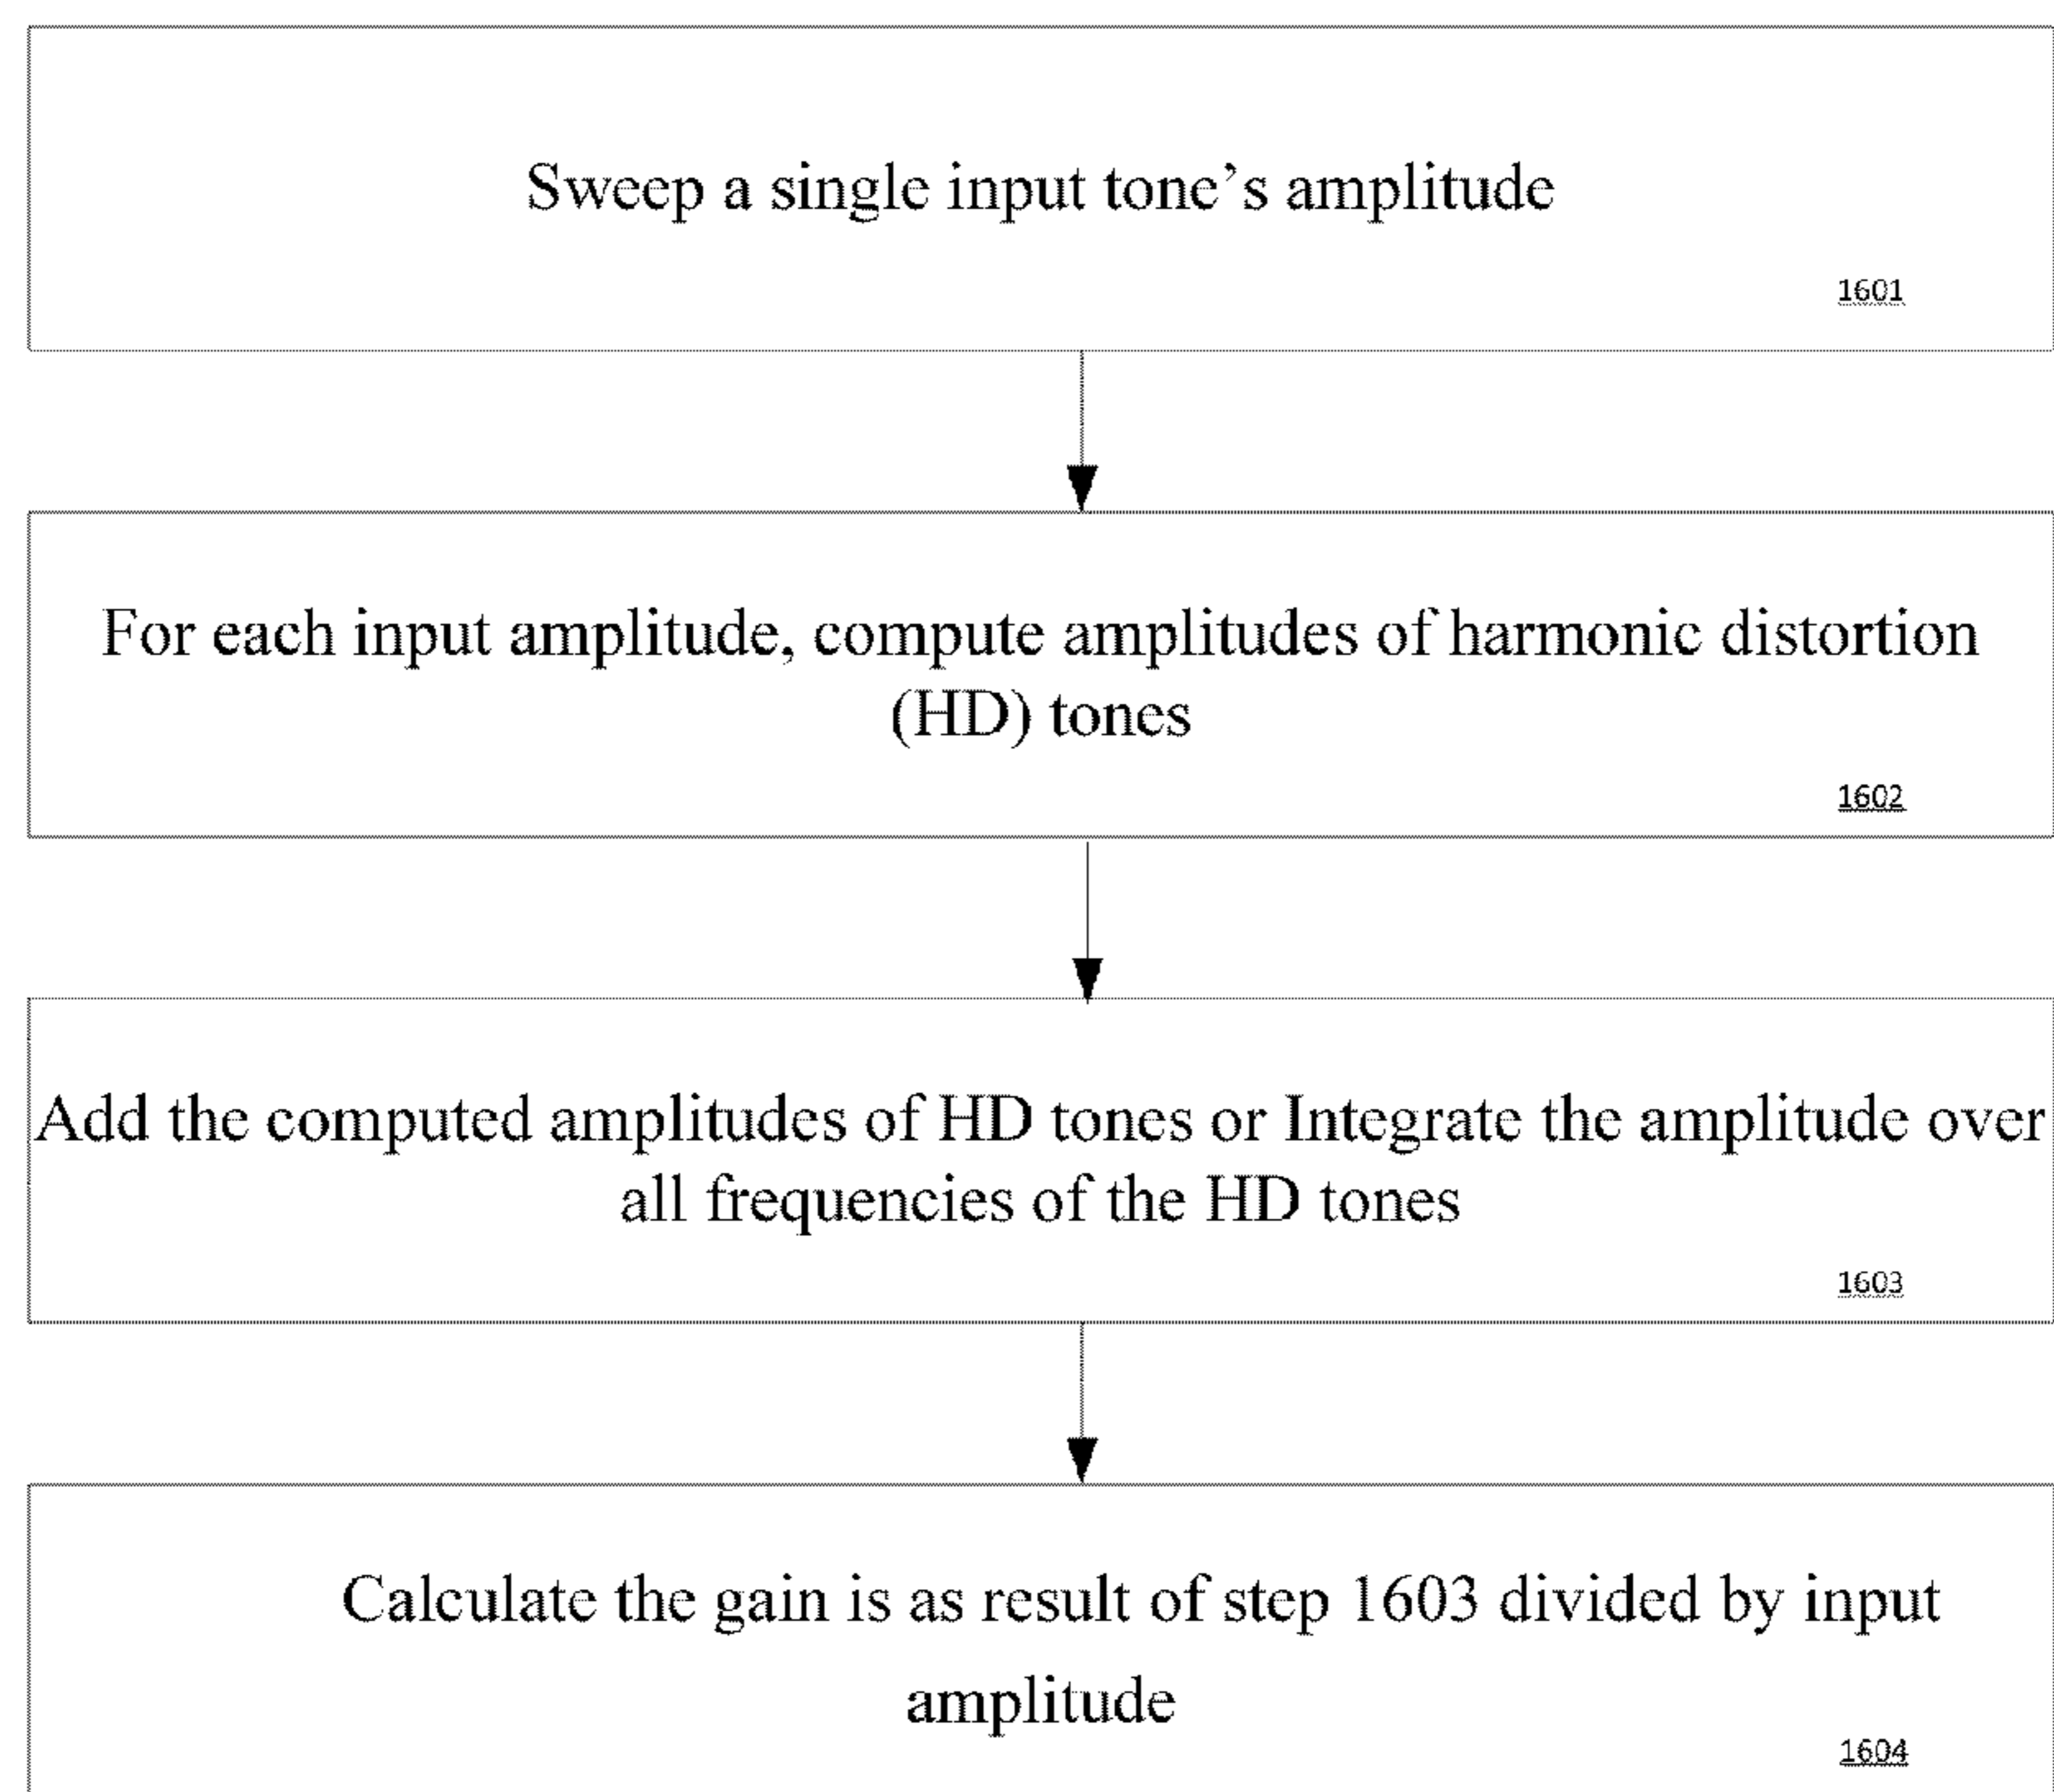 Sweep a single input tone’s amplitude
1601
For each input amplitude, compute amplitudes of harmonic distortion
(HD) tones
1602
Add the computed amplitudes of HD tones or Integrate the amplitude over
all frequencies of the HD tones
1603
Calculate the gain is as result of step 1603 divided by input
amplitude
1604